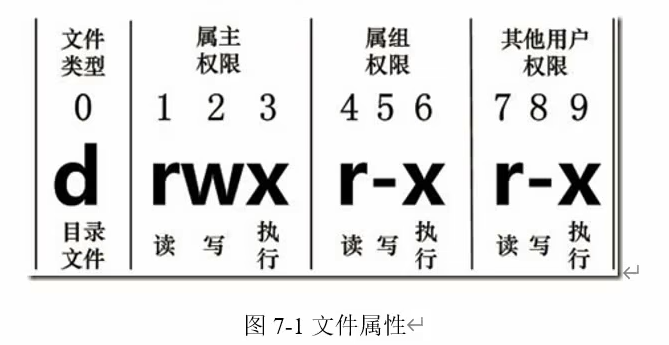 文件 属主 属组 其他用户
类型 权限 权限 权限
0 1 2 3 4 5 6 7 8 9
d rwx r-x r-x
目录 读 写 执 读 写 执 读 写 执
文件 行 行 行
图 7-1 文件属性